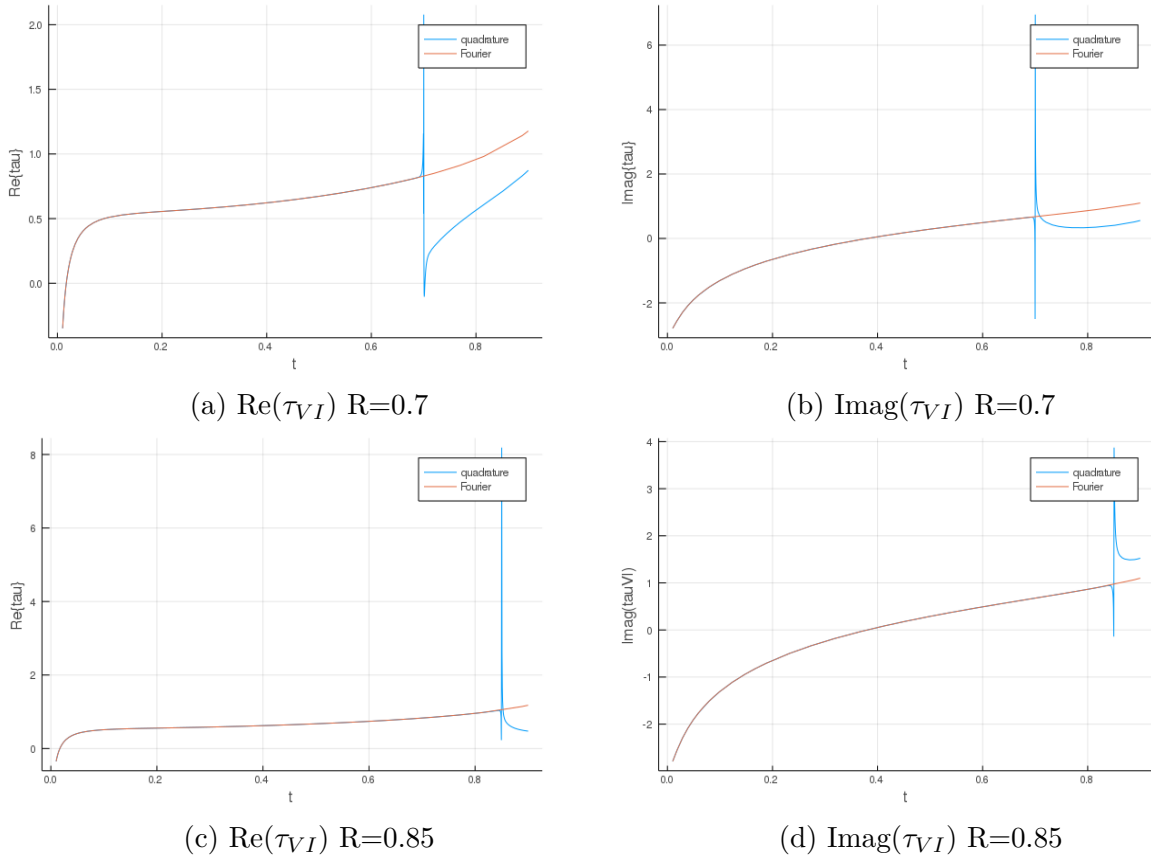 2.0
1.5
1.0
0.5
0.0
Re{tau}
quadrature
Fourier
0.0 0.2 0.4 0.6 0.8
t
(a) Re(τ_VI) R=0.7
6
4
2
0
-2
Imag{tau}
quadrature
Fourier
0.0 0.2 0.4 0.6 0.8
t
(b) Imag(τ_VI) R=0.7
8
6
4
2
0
Re{tau}
quadrature
Fourier
0.0 0.2 0.4 0.6 0.8
t
(c) Re(τ_VI) R=0.85
4
3
2
1
0
-1
-2
Imag(tauVI)
quadrature
Fourier
0.0 0.2 0.4 0.6 0.8
t
(d) Imag(τ_VI) R=0.85